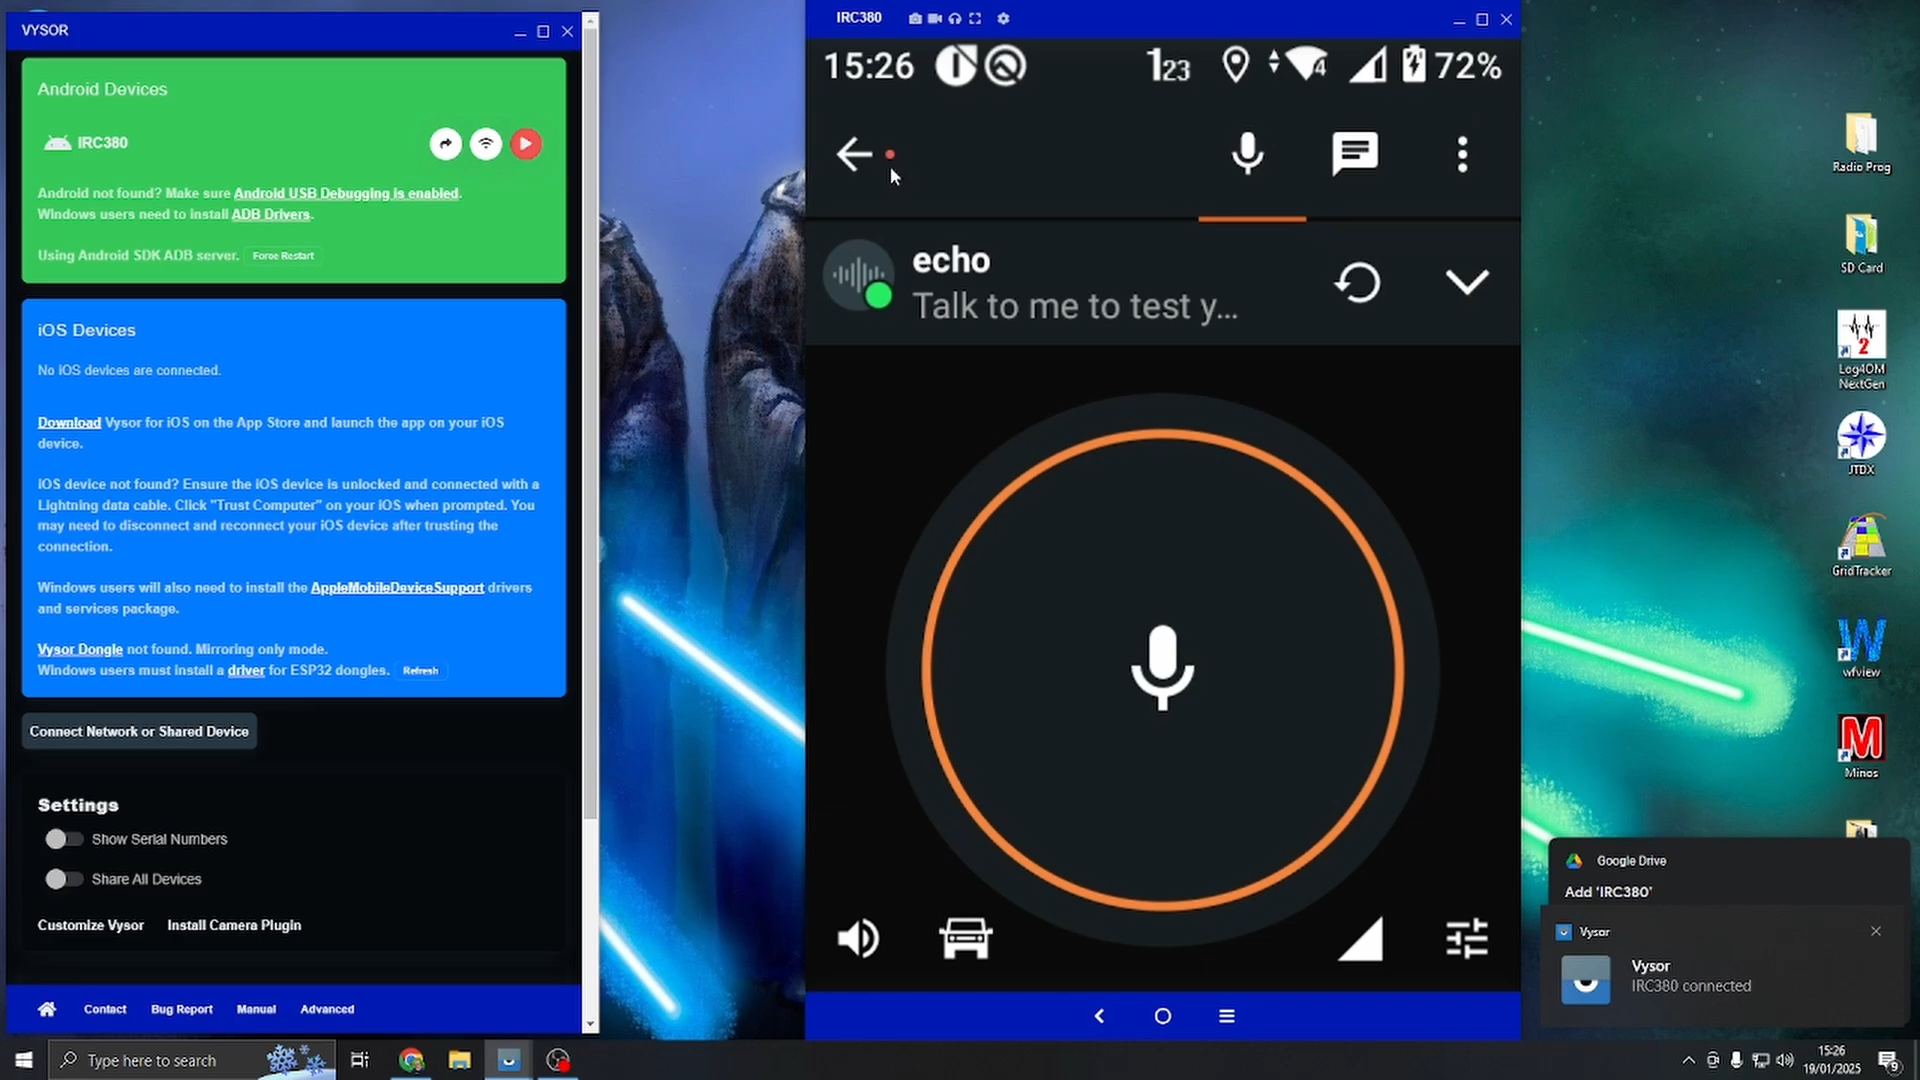 VYSOR
Android Devices
IRC380
Android not found? Make sure Android USB Debugging is enabled.
Windows users need to install ADB Drivers.
Using Android SDK ADB server. Force Restart
iOS Devices
No iOS devices are connected.
Download Vysor for iOS on the App Store and launch the app on your iOS
device.
iOS device not found? Ensure the iOS device is unlocked and connected with a
Lightning data cable. Click "Trust Computer" on your iOS when prompted. You
may need to disconnect and reconnect your iOS device after trusting the
connection.
Windows users will also need to install the AppleMobileDeviceSupport drivers
and services package.
Vysor Dongle not found. Mirroring only mode.
Windows users must install a driver for ESP32 dongles. Refresh
Connect Network or Shared Device
Settings
Show Serial Numbers
Share All Devices
Customize Vysor Install Camera Plugin
Contact Bug Report Manual Advanced
IRC380
15:26 123 4 72%
echo
Talk to me to test y...
Radio Prog
SD Card
2
Log4OM
NextGen
JTDX
GridTracker
W
wfview
M
Minos
Google Drive
Add 'IRC380'
Vysor
Vysor
IRC380 connected
Type here to search
15:26
19/01/2025
9